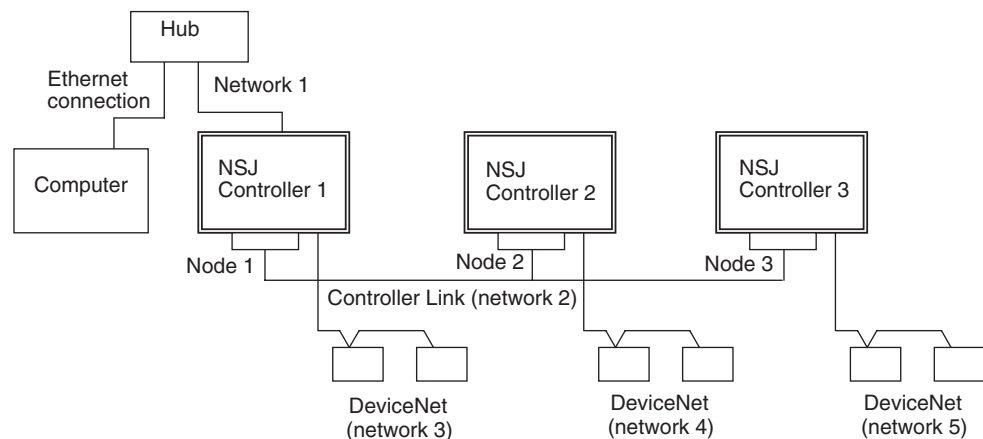 Hub
Ethernet
connection
Network 1
Computer
NSJ
Controller 1
NSJ
Controller 2
NSJ
Controller 3
Node 1
Node 2
Node 3
Controller Link (network 2)
DeviceNet
(network 3)
DeviceNet
(network 4)
DeviceNet
(network 5)